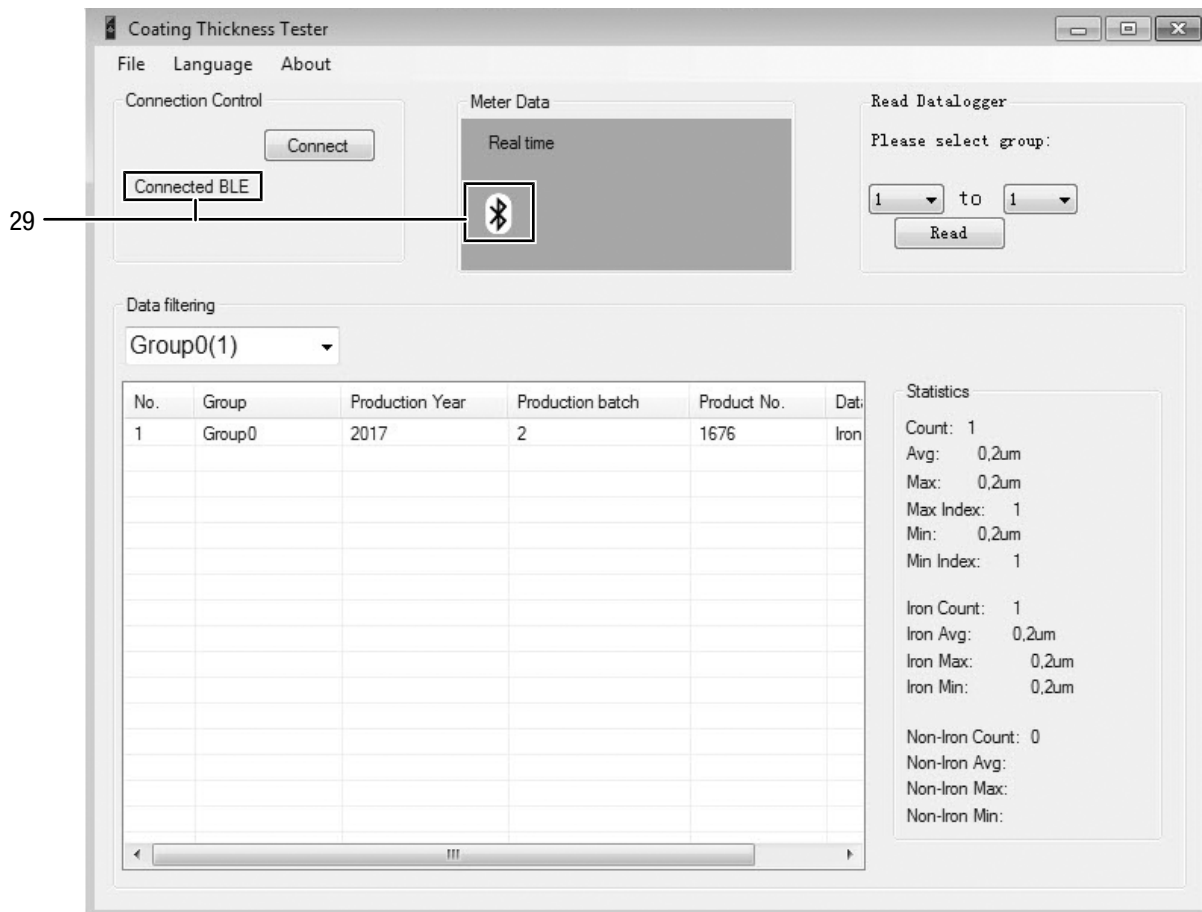 Coating Thickness Tester
File Language About
Connection Control
Connect
Connected BLE
29
Meter Data
Real time
Read Datalogger
Please select group:
1 to 1
Read
Data filtering
Group0(1)
No. Group Production Year Production batch Product No. Dat
1 Group0 2017 2 1676 Iron
Statistics
Count: 1
Avg: 0,2um
Max: 0,2um
Max Index: 1
Min: 0,2um
Min Index: 1
Iron Count: 1
Iron Avg: 0,2um
Iron Max: 0,2um
Iron Min: 0,2um
Non-Iron Count: 0
Non-Iron Avg:
Non-Iron Max:
Non-Iron Min: